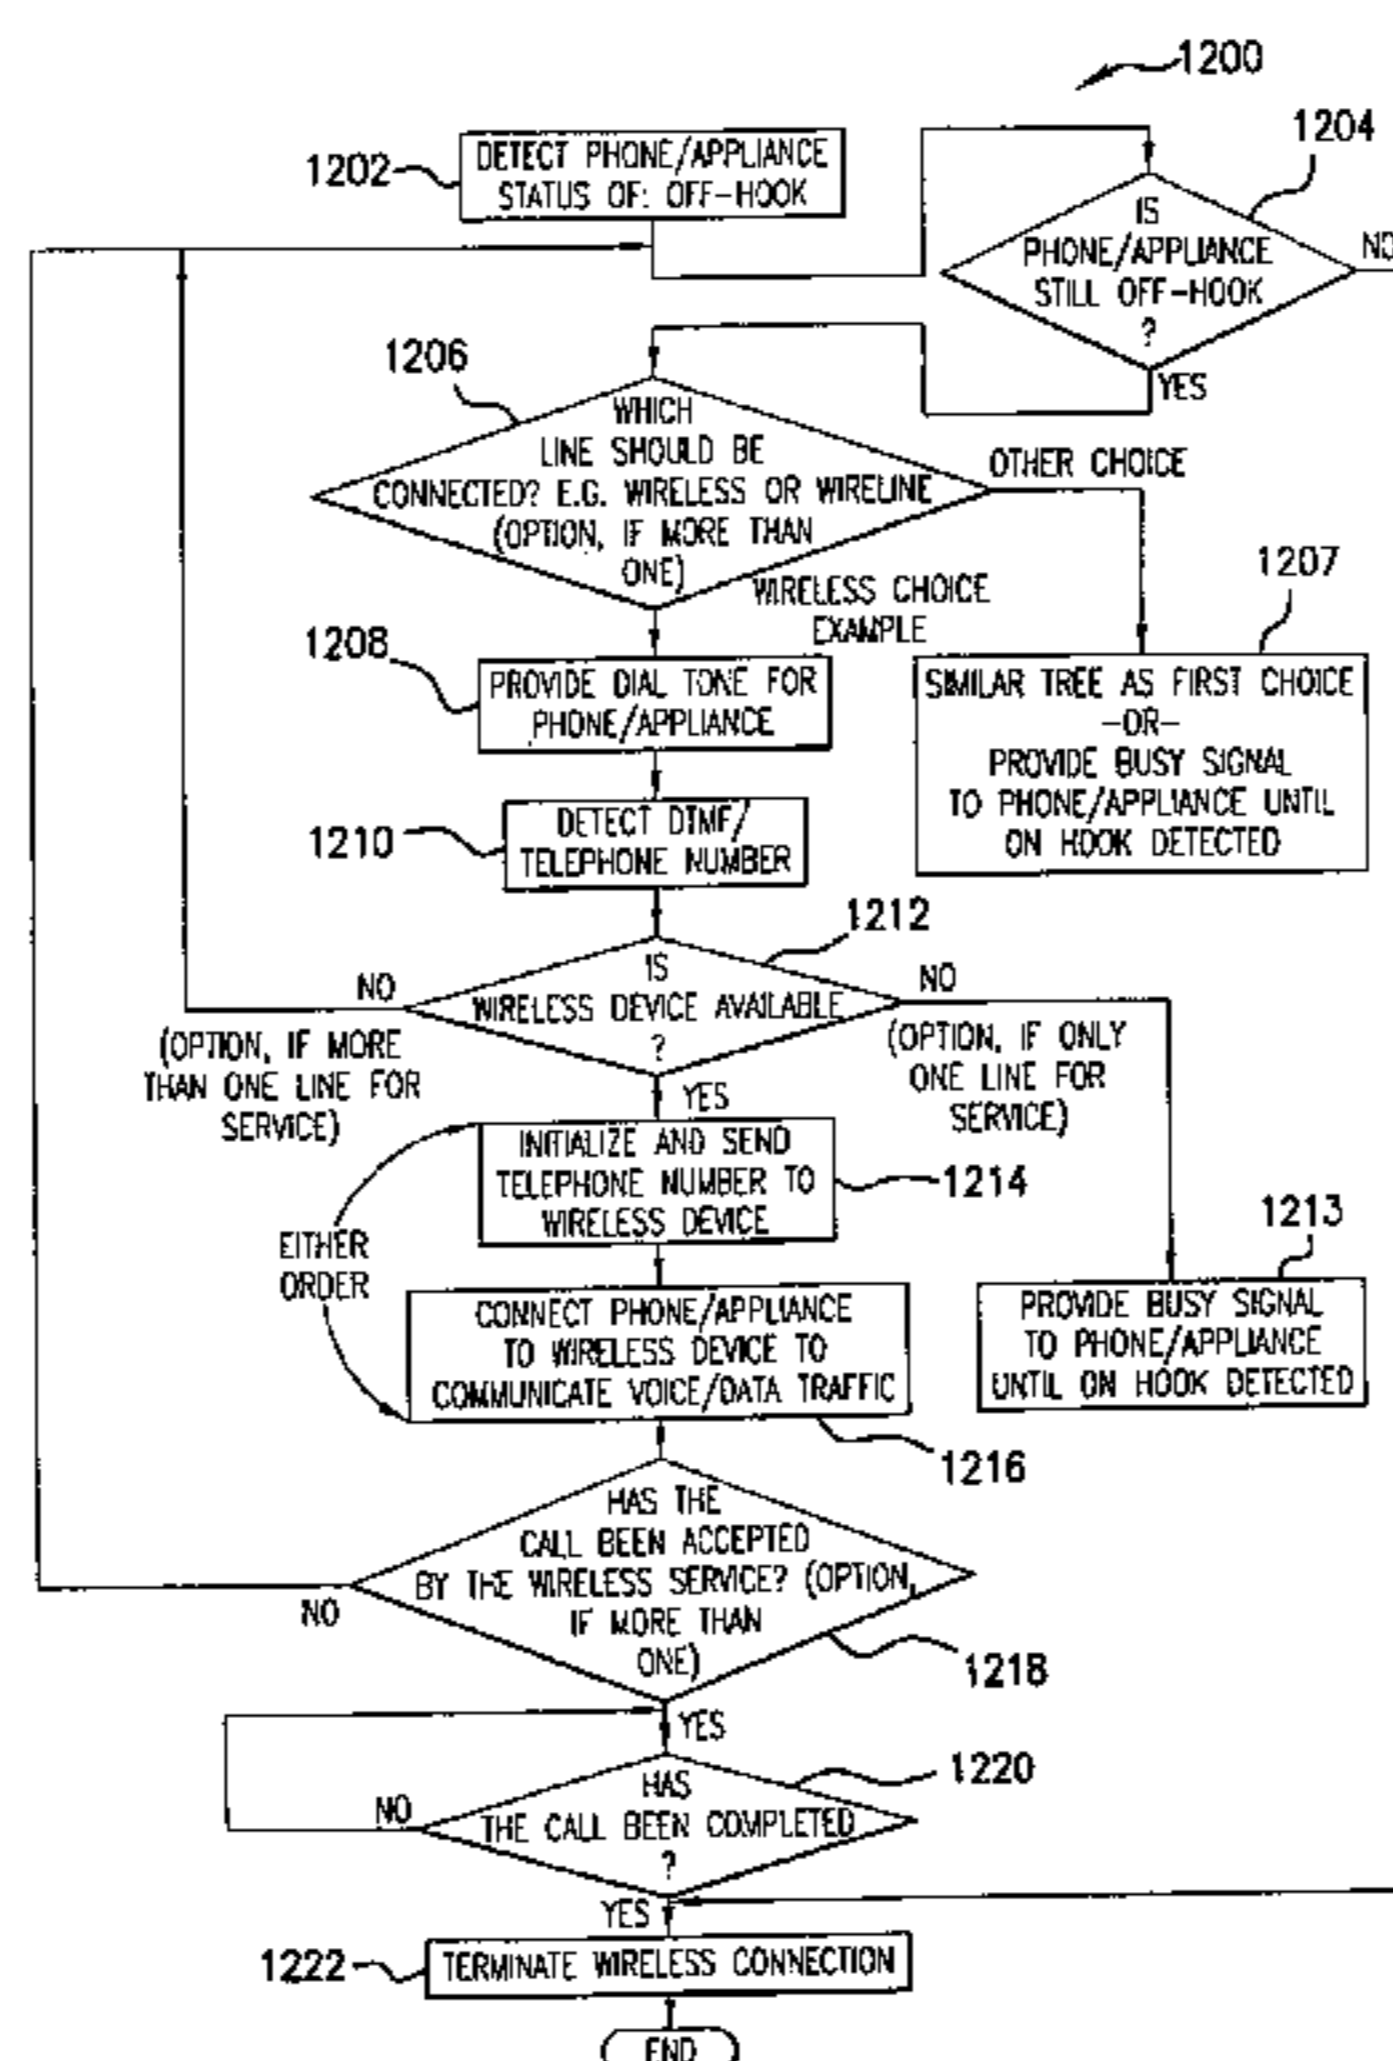 1200
1202
DETECT PHONE/APPLIANCE
STATUS OF: OFF-HOOK
1204
IS
PHONE/APPLIANCE
STILL OFF-HOOK
?
NO
YES
1206
WHICH
LINE SHOULD BE
CONNECTED? E.G. WIRELESS OR WIRELINE
(OPTION, IF MORE THAN
ONE)
OTHER CHOICE
WIRELESS CHOICE
EXAMPLE
1207
SIMILAR TREE AS FIRST CHOICE
-OR-
PROVIDE BUSY SIGNAL
TO PHONE/APPLIANCE UNTIL
ON HOOK DETECTED
1208
PROVIDE DIAL TONE FOR
PHONE/APPLIANCE
1210
DETECT DTMF/
TELEPHONE NUMBER
1212
IS
WIRELESS DEVICE AVAILABLE
?
NO
(OPTION, IF MORE
THAN ONE LINE FOR
SERVICE)
NO
(OPTION, IF ONLY
ONE LINE FOR
SERVICE)
YES
INITIALIZE AND SEND
TELEPHONE NUMBER TO
WIRELESS DEVICE
1214
EITHER
ORDER
1213
PROVIDE BUSY SIGNAL
TO PHONE/APPLIANCE
UNTIL ON HOOK DETECTED
CONNECT PHONE/APPLIANCE
TO WIRELESS DEVICE TO
COMMUNICATE VOICE/DATA TRAFFIC
1216
HAS THE
CALL BEEN ACCEPTED
BY THE WIRELESS SERVICE? (OPTION,
IF MORE THAN
ONE)
NO
1218
YES
1220
HAS
THE CALL BEEN COMPLETED
?
NO
YES
1222
TERMINATE WIRELESS CONNECTION
END